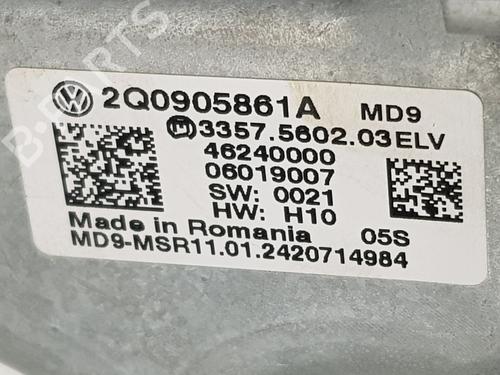 2Q0905861A MD9
3357.5602.03ELV
46240000
06019007
SW: 0021
HW: H10
Made in Romania 05S
MD9-MSR11.01.2420714984
B-PARTS